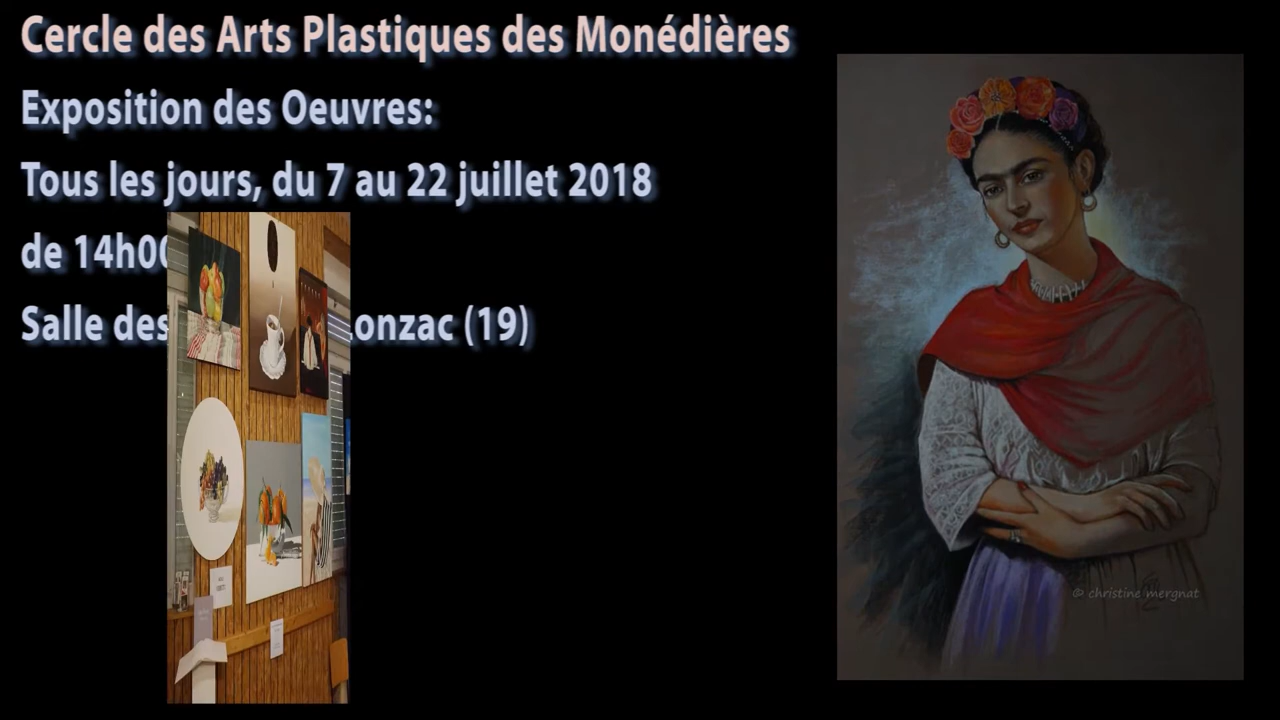 Cercle des Arts Plastiques des Monédières
Exposition des Oeuvres:
Tous les jours, du 7 au 22 juillet 2018
de 14h00
Salle des Lonzac (19)
© christine mergnat